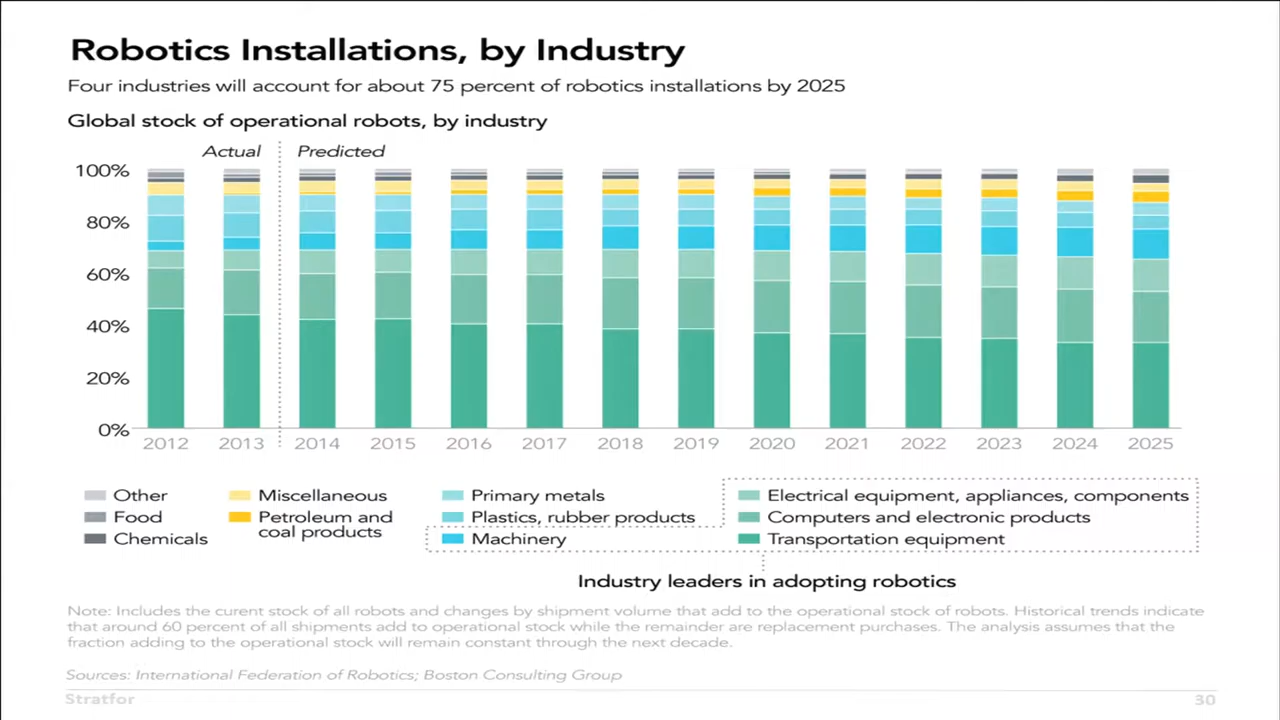 Robotics Installations, by Industry
Four industries will account for about 75 percent of robotics installations by 2025
Global stock of operational robots, by industry
Actual
Predicted
100%
80%
60%
40%
20%
0%
2012 2013 2014 2015 2016 2017 2018 2019 2020 2021 2022 2023 2024 2025
Other
Food
Chemicals
Miscellaneous
Petroleum and
coal products
Primary metals
Plastics, rubber products
Machinery
Electrical equipment, appliances, components
Computers and electronic products
Transportation equipment
Industry leaders in adopting robotics
Note: Includes the curent stock of all robots and changes by shipment volume that add to the operational stock of robots. Historical trends indicate
that around 60 percent of all shipments add to operational stock while the remainder are replacement purchases. The analysis assumes that the
fraction adding to the operational stock will remain constant through the next decade.
Sources: International Federation of Robotics; Boston Consulting Group
Stratfor
30